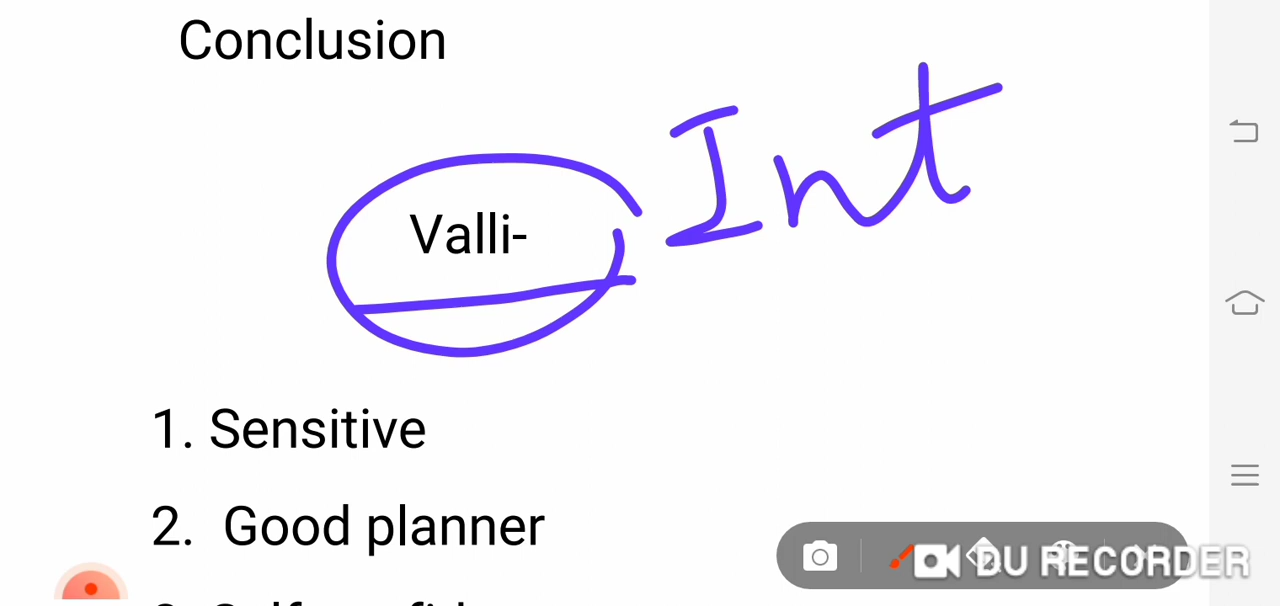 Conclusion
Valli- Int
1. Sensitive
2. Good planner
DU RECORDER